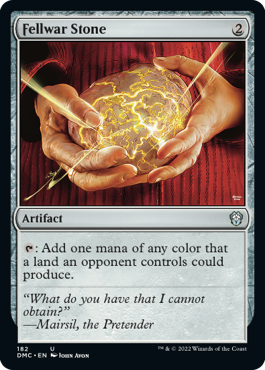 Fellwar Stone 2
Artifact
: Add one mana of any color that
a land an opponent controls could
produce.
“What do you have that I cannot
obtain?”
—Mairsil, the Pretender
182 U
DMC • EN John Avon
™ & © 2022 Wizards of the Coast